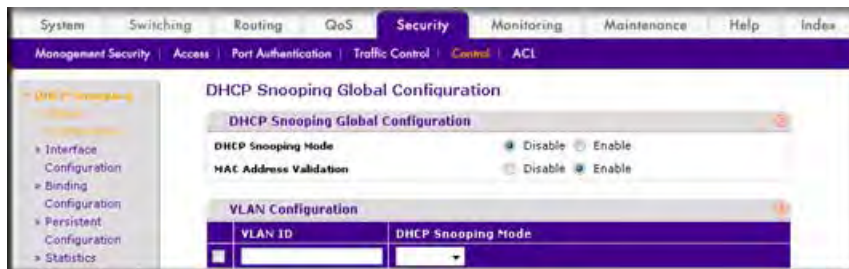 System Switching Routing QoS Security Monitoring Maintenance Help Index
Management Security Access Port Authentication Traffic Control Control ACL
DHCP Snooping
DHCP Snooping Global Configuration
DHCP Snooping Global Configuration
DHCP Snooping Mode Disable Enable
» Interface
Configuration
MAC Address Validation Disable Enable
» Binding
Configuration
VLAN Configuration
» Persistent
Configuration
VLAN ID DHCP Snooping Mode
» Statistics